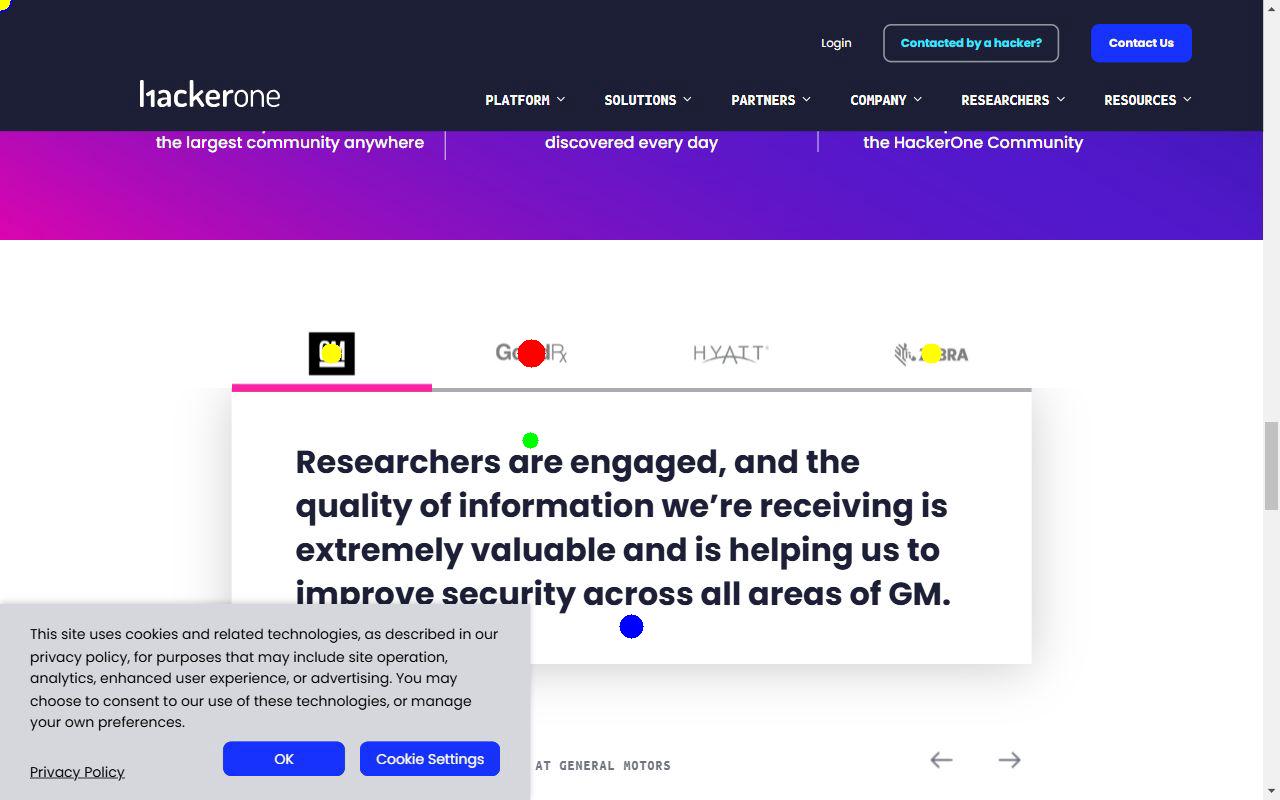 Login
Contacted by a hacker?
Contact Us
hackerone
PLATFORM
SOLUTIONS
PARTNERS
COMPANY
RESEARCHERS
RESOURCES
the largest community anywhere
discovered every day
the HackerOne Community
HYATT
Researchers are engaged, and the
quality of information we’re receiving is
extremely valuable and is helping us to
improve security across all areas of GM.
This site uses cookies and related technologies, as described in our
privacy policy, for purposes that may include site operation,
analytics, enhanced user experience, or advertising. You may
choose to consent to our use of these technologies, or manage
your own preferences.
OK
Cookie Settings
Privacy Policy
AT GENERAL MOTORS